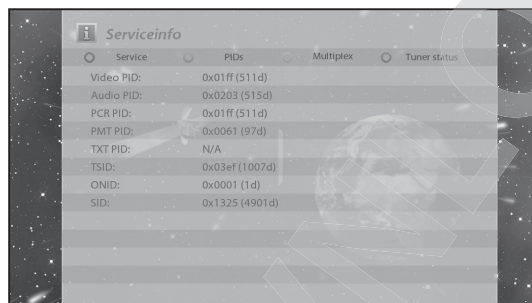 Serviceinfo
Service PIDs Multiplex Tuner status
Video PID: 0x01ff (511d)
Audio PID: 0x0203 (515d)
PCR PID: 0x01ff (511d)
PMT PID: 0x0061 (97d)
TXT PID: N/A
TSID: 0x03ef (1007d)
ONID: 0x0001 (1d)
SID: 0x1325 (4901d)